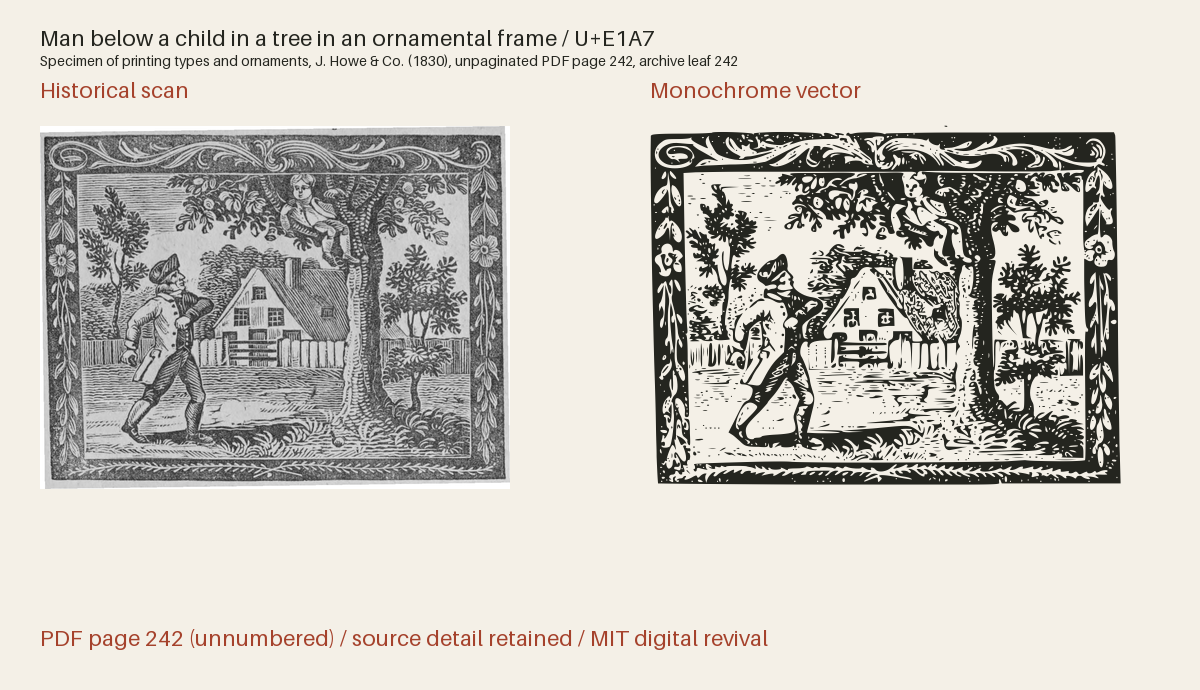 Man below a child in a tree in an ornamental frame / U+E1A7
Specimen of printing types and ornaments, J. Howe & Co. (1830), unpaginated PDF page 242, archive leaf 242
Historical scan
Monochrome vector
PDF page 242 (unnumbered) / source detail retained / MIT digital revival